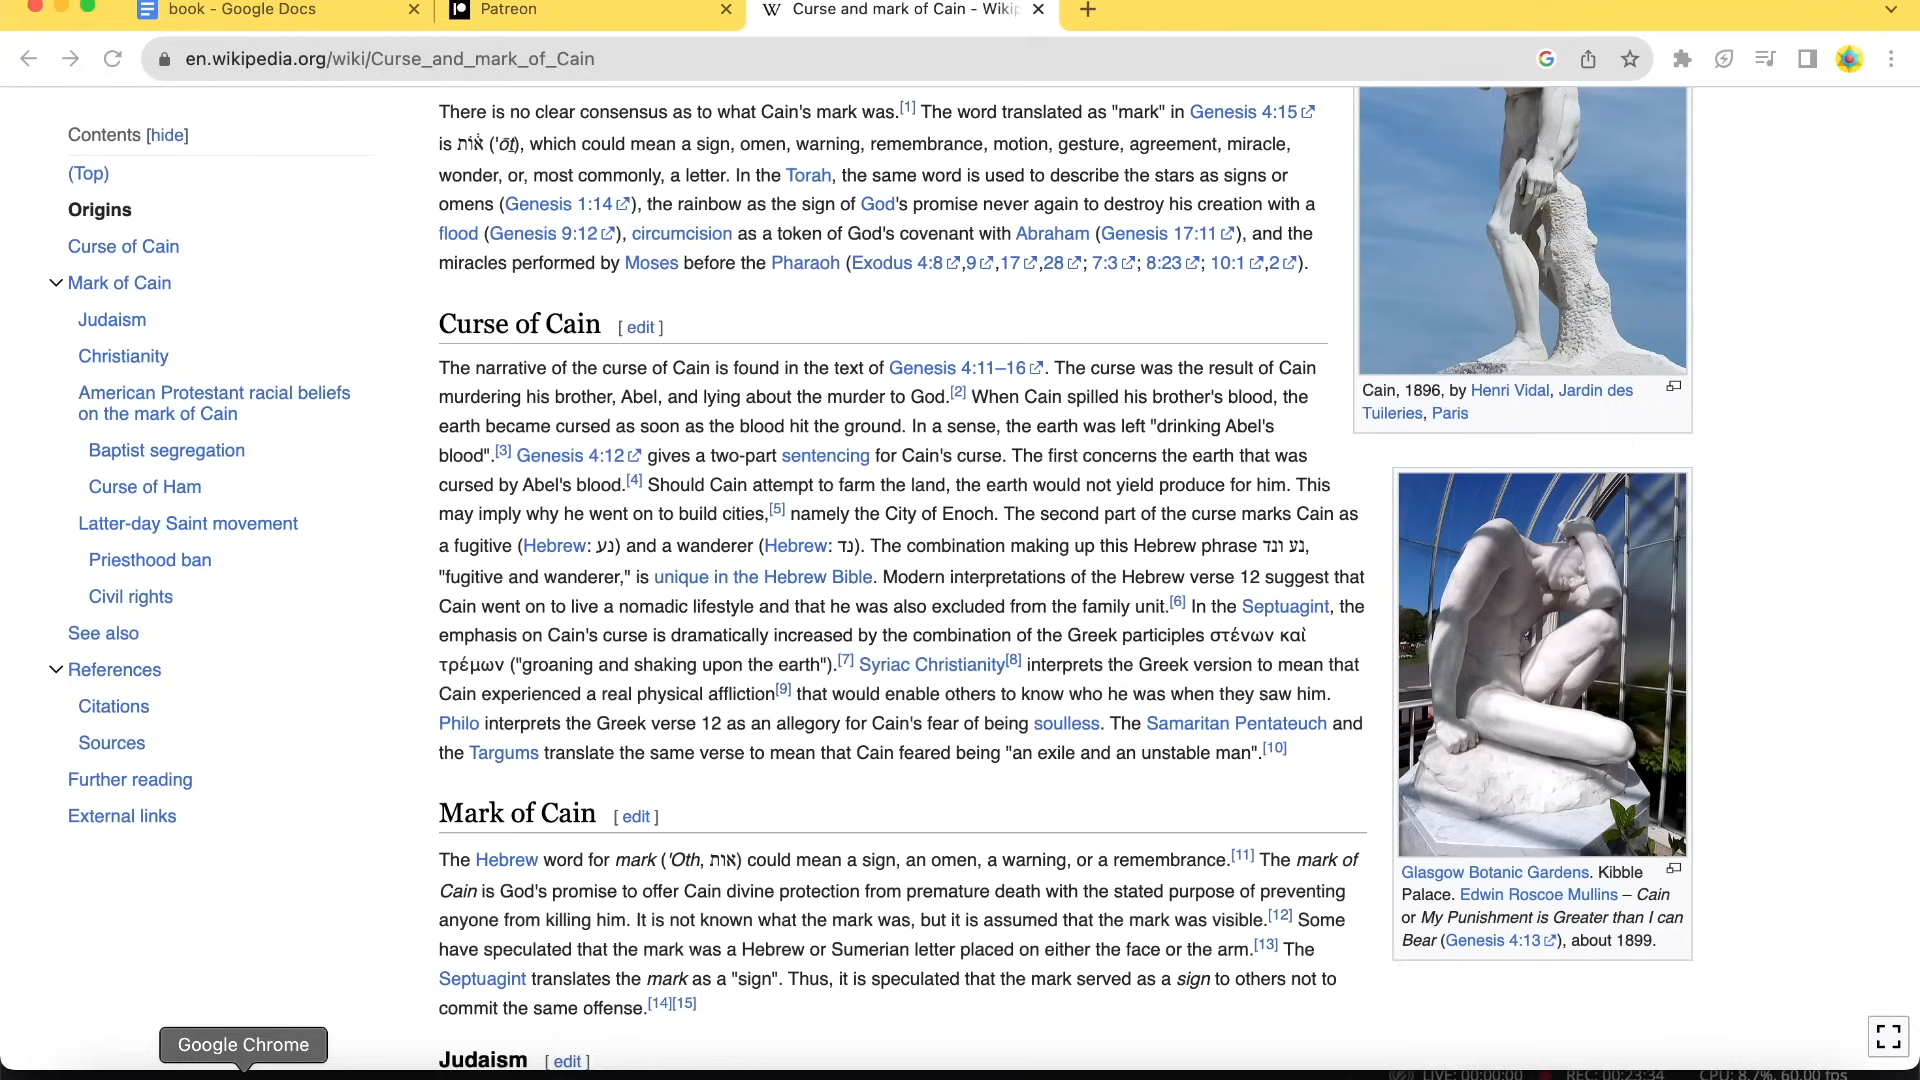 book - Google Docs
Patreon
Curse and mark of Cain - Wikip
en.wikipedia.org/wiki/Curse_and_mark_of_Cain
Contents [hide]
(Top)
Origins
Curse of Cain
Mark of Cain
Judaism
Christianity
American Protestant racial beliefs
on the mark of Cain
Baptist segregation
Curse of Ham
Latter-day Saint movement
Priesthood ban
Civil rights
See also
References
Citations
Sources
Further reading
External links
There is no clear consensus as to what Cain's mark was.[1] The word translated as "mark" in Genesis 4:15
is אוֹת ('ōṯ), which could mean a sign, omen, warning, remembrance, motion, gesture, agreement, miracle,
wonder, or, most commonly, a letter. In the Torah, the same word is used to describe the stars as signs or
omens (Genesis 1:14), the rainbow as the sign of God's promise never again to destroy his creation with a
flood (Genesis 9:12), circumcision as a token of God's covenant with Abraham (Genesis 17:11), and the
miracles performed by Moses before the Pharaoh (Exodus 4:8,9,17,28; 7:3; 8:23; 10:1,2).
Curse of Cain [ edit ]
The narrative of the curse of Cain is found in the text of Genesis 4:11–16. The curse was the result of Cain
murdering his brother, Abel, and lying about the murder to God.[2] When Cain spilled his brother's blood, the
earth became cursed as soon as the blood hit the ground. In a sense, the earth was left "drinking Abel's
blood".[3] Genesis 4:12 gives a two-part sentencing for Cain's curse. The first concerns the earth that was
cursed by Abel's blood.[4] Should Cain attempt to farm the land, the earth would not yield produce for him. This
may imply why he went on to build cities,[5] namely the City of Enoch. The second part of the curse marks Cain as
a fugitive (Hebrew: נע) and a wanderer (Hebrew: נד). The combination making up this Hebrew phrase נע ונד,
"fugitive and wanderer," is unique in the Hebrew Bible. Modern interpretations of the Hebrew verse 12 suggest that
Cain went on to live a nomadic lifestyle and that he was also excluded from the family unit.[6] In the Septuagint, the
emphasis on Cain's curse is dramatically increased by the combination of the Greek participles στένων καὶ
τρέμων ("groaning and shaking upon the earth").[7] Syriac Christianity[8] interprets the Greek version to mean that
Cain experienced a real physical affliction[9] that would enable others to know who he was when they saw him.
Philo interprets the Greek verse 12 as an allegory for Cain's fear of being soulless. The Samaritan Pentateuch and
the Targums translate the same verse to mean that Cain feared being "an exile and an unstable man".[10]
Mark of Cain [ edit ]
The Hebrew word for mark ('Oth, אות) could mean a sign, an omen, a warning, or a remembrance.[11] The mark of
Cain is God's promise to offer Cain divine protection from premature death with the stated purpose of preventing
anyone from killing him. It is not known what the mark was, but it is assumed that the mark was visible.[12] Some
have speculated that the mark was a Hebrew or Sumerian letter placed on either the face or the arm.[13] The
Septuagint translates the mark as a "sign". Thus, it is speculated that the mark served as a sign to others not to
commit the same offense.[14][15]
Judaism [ edit ]
Cain, 1896, by Henri Vidal, Jardin des
Tuileries, Paris
Glasgow Botanic Gardens. Kibble
Palace. Edwin Roscoe Mullins – Cain
or My Punishment is Greater than I can
Bear (Genesis 4:13), about 1899.
Google Chrome
LIVE: 00:00:00 REC: 00:23:34 CPU: 8.7%, 60.00 fps